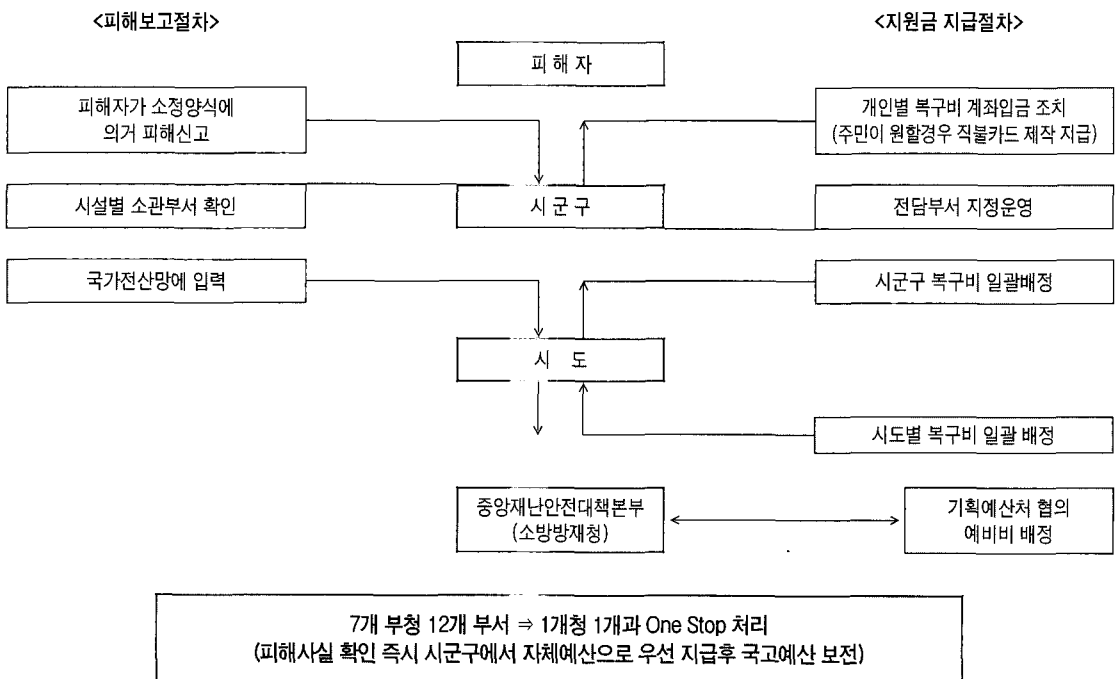 <피해보고절차>
<지원금 지급절차>
피 해 자
피해자가 소정양식에
의거 피해신고
개인별 복구비 계좌입금 조치
(주민이 원할경우 직불카드 제작 지급)
시설별 소관부서 확인
시 군 구
전담부서 지정운영
국가전산망에 입력
시군구 복구비 일괄배정
시 도
시도별 복구비 일괄 배정
중앙재난안전대책본부
(소방방재청)
기획예산처 협의
예비비 배정
7개 부청 12개 부서 ⇒ 1개청 1개과 One Stop 처리
(피해사실 확인 즉시 시군구에서 자체예산으로 우선 지급후 국고예산 보전)